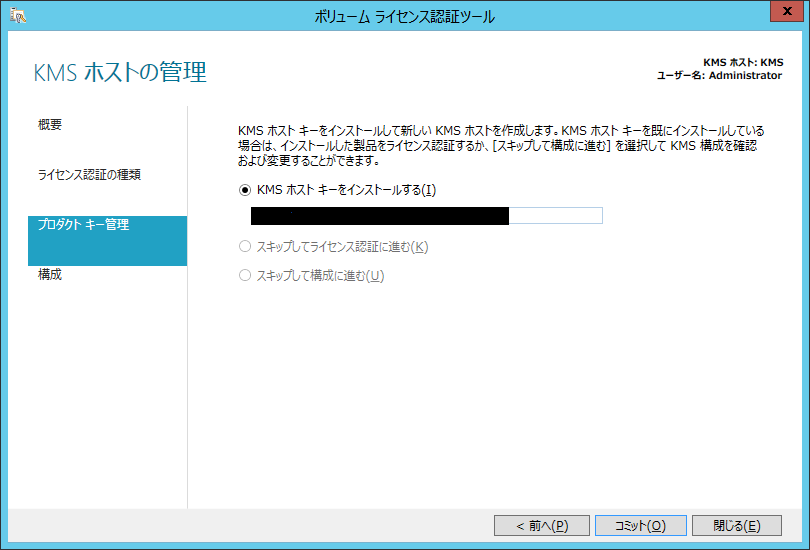 ボリューム ライセンス認証ツール
KMS ホストの管理
KMS ホスト: KMS
ユーザー名: Administrator
概要
ライセンス認証の種類
プロダクト キー管理
構成
KMS ホスト キーをインストールして新しい KMS ホストを作成します。KMS ホスト キーを既にインストールしている
場合は、インストールした製品をライセンス認証するか、[スキップして構成に進む] を選択して KMS 構成を確認
および変更することができます。
KMS ホスト キーをインストールする(I)
スキップしてライセンス認証に進む(K)
スキップして構成に進む(U)
< 前へ(P)
コミット(O)
閉じる(E)